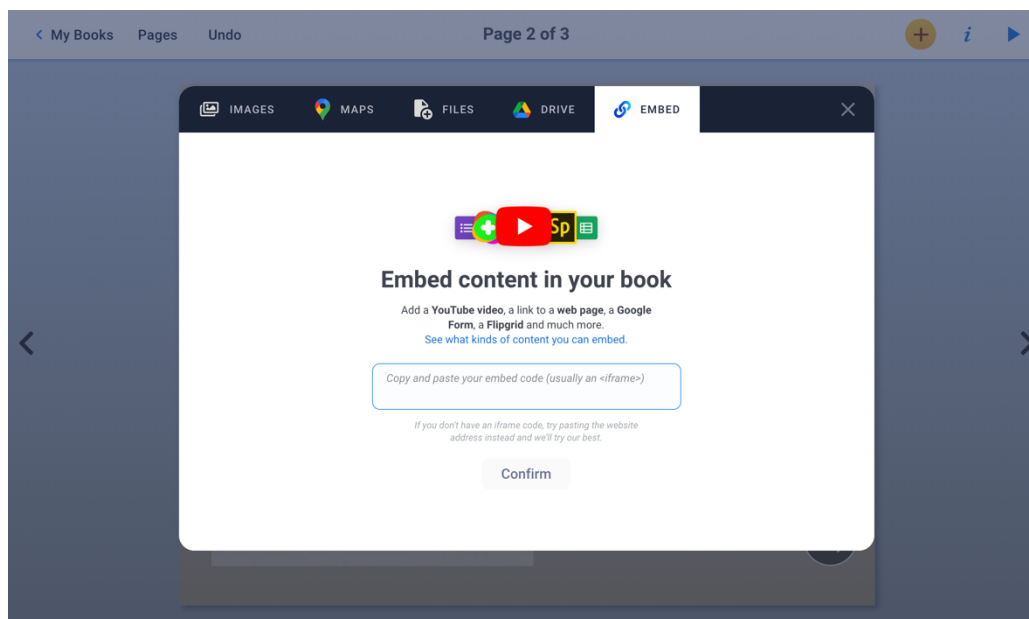 My Books Pages Undo Page 2 of 3 i
IMAGES MAPS FILES DRIVE EMBED
Sp
Embed content in your book
Add a YouTube video, a link to a web page, a Google
Form, a Flipgrid and much more.
See what kinds of content you can embed.
Copy and paste your embed code (usually an <iframe>)
If you don't have an iframe code, try pasting the website
address instead and we'll try our best.
Confirm